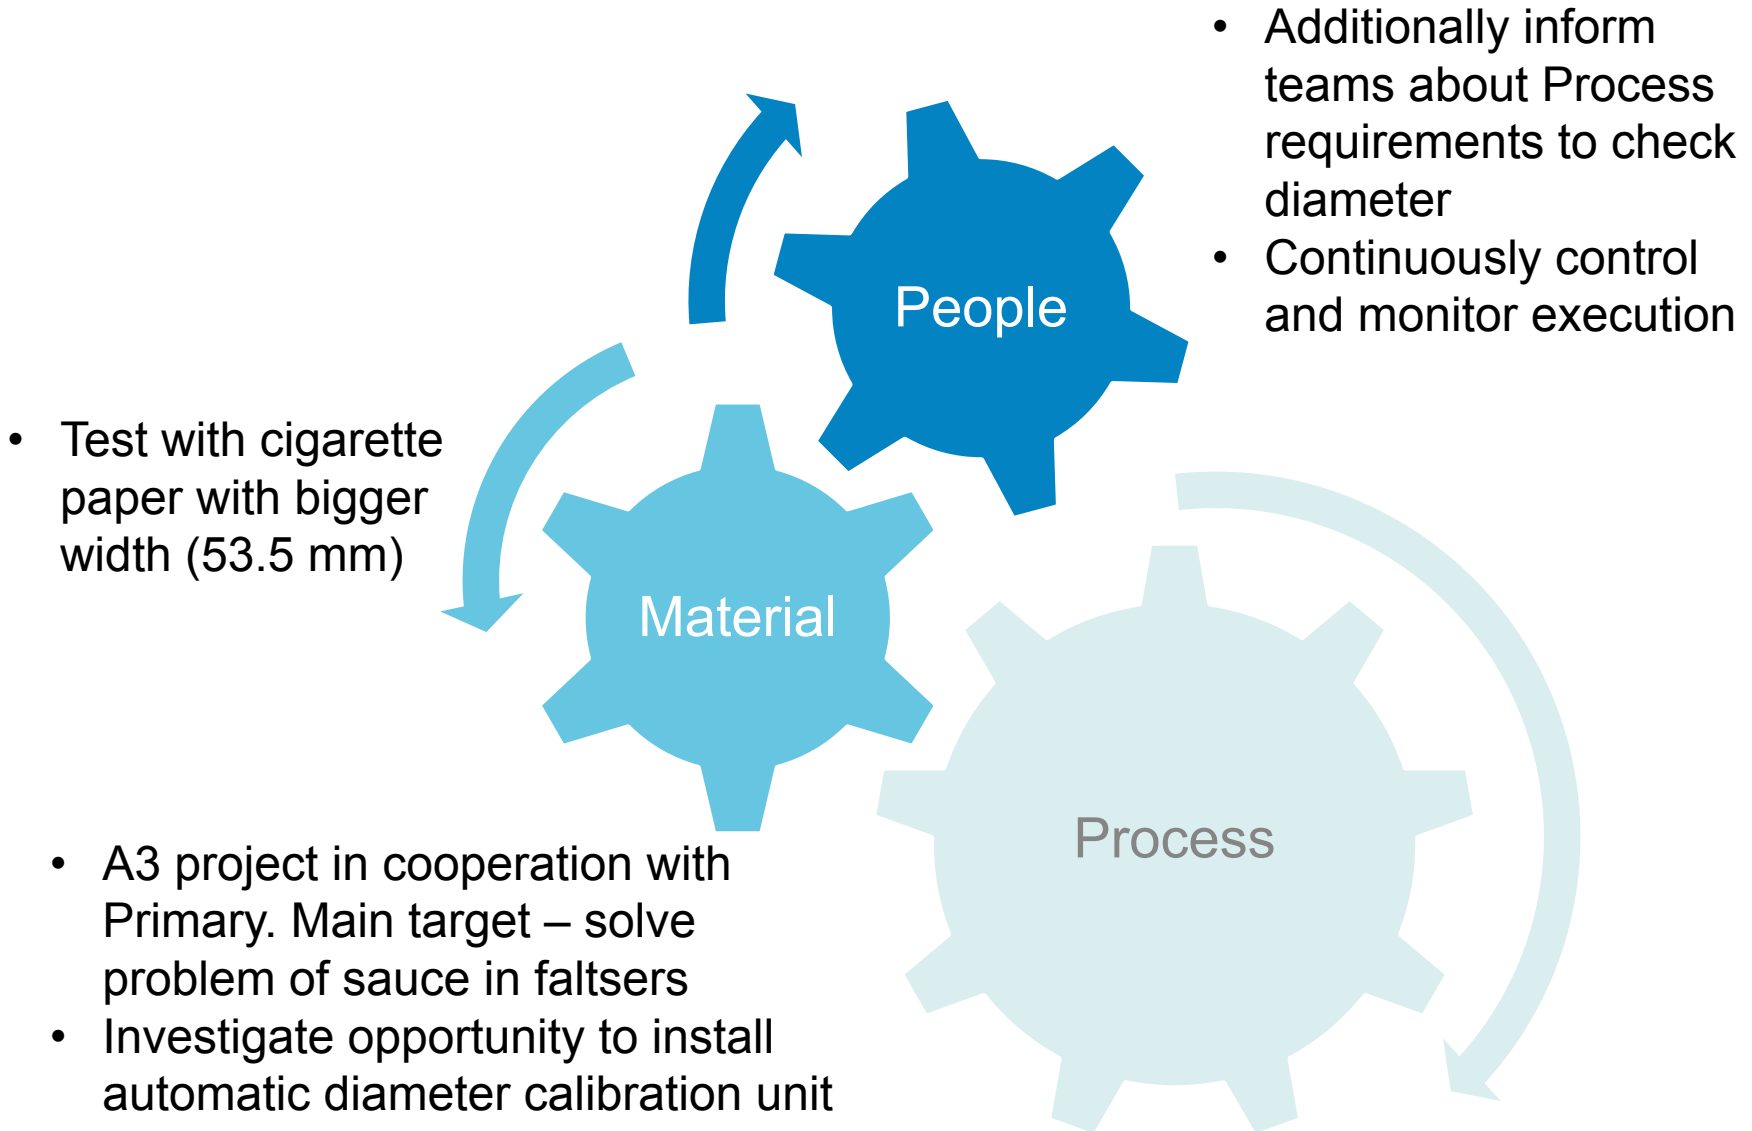 • Additionally inform
teams about Process
requirements to check
diameter
• Continuously control
and monitor execution
People
• Test with cigarette
paper with bigger
width (53.5 mm)
Material
Process
• A3 project in cooperation with
Primary. Main target – solve
problem of sauce in faltsers
• Investigate opportunity to install
automatic diameter calibration unit